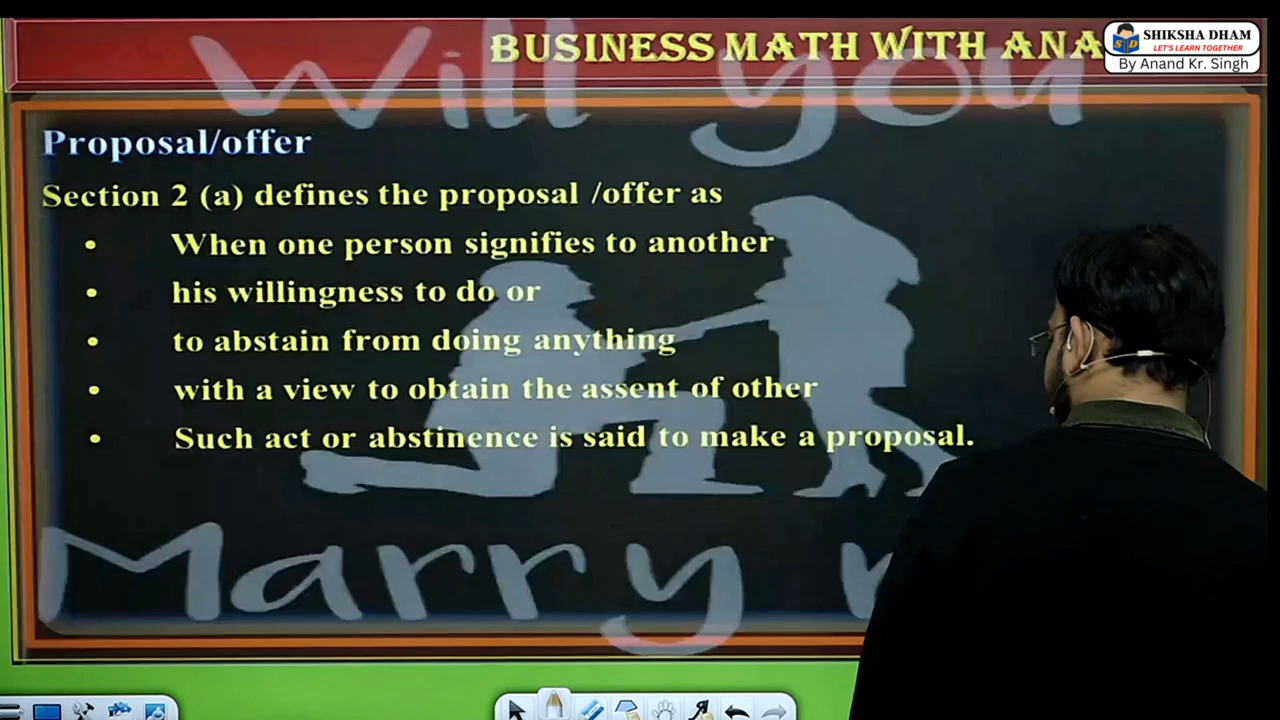 Will you
BUSINESS MATH WITH ANA
SHIKSHA DHAM
LET'S LEARN TOGETHER
By Anand Kr. Singh
Proposal/offer
Section 2 (a) defines the proposal /offer as
• When one person signifies to another
• his willingness to do or
• to abstain from doing anything
• with a view to obtain the assent of other
• Such act or abstinence is said to make a proposal.
Marry